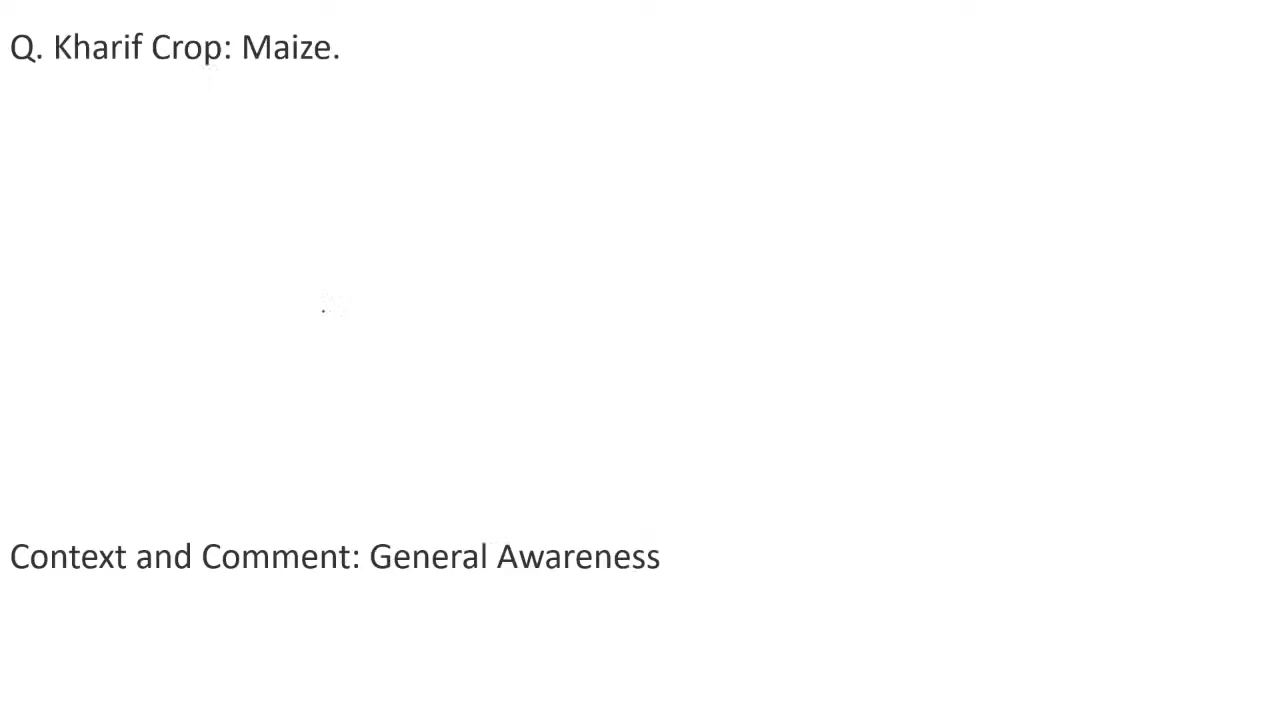 Q. Kharif Crop: Maize.
Context and Comment: General Awareness